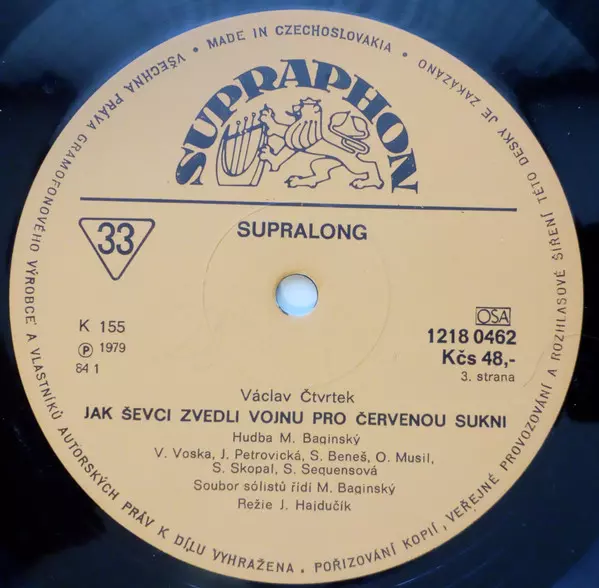 VŠECHNA PRÁVA GRAMOFONOVÉHO VÝROBCE A VLASTNÍKŮ AUTORSKÝCH PRÁV K DÍLU VYHRAŽENA. POŘIZOVÁNÍ KOPIÍ, VEŘEJNÉ PROVOZOVÁNÍ A ROZHLASOVÉ ŠÍŘENÍ TÉTO DESKY JE ZAKÁZÁNO
• MADE IN CZECHOSLOVAKIA •
SUPRAPHON
33
SUPRALONG
K 155
℗ 1979
84 1
OSA
1218 0462
Kčs 48,-
3. strana
Václav Čtvrtek
JAK ŠEVCI ZVEDLI VOJNU PRO ČERVENOU SUKNI
Hudba M. Baginský
V. Voska, J. Petrovická, S. Beneš, O. Musil,
S. Skopal, S. Sequensová
Soubor sólistů řídí M. Baginský
Režie J. Hajdučík